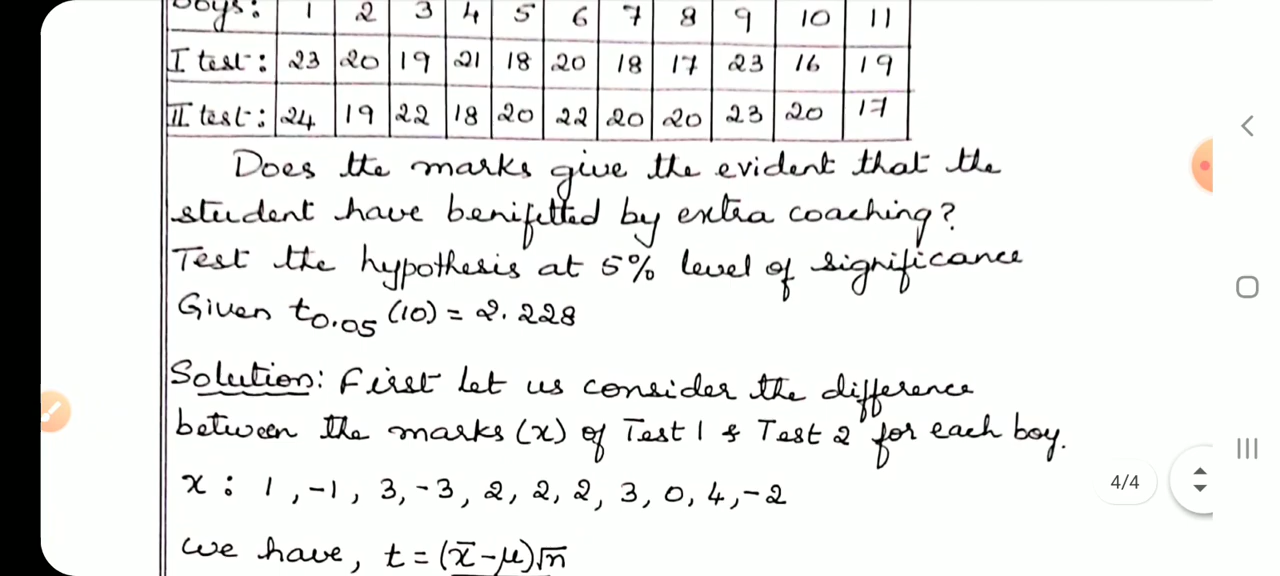 Boys: 1 2 3 4 5 6 7 8 9 10 11
I test: 23 20 19 21 18 20 18 17 23 16 19
II test: 24 19 22 18 20 22 20 20 23 20 17
Does the marks give the evident that the
student have benifitted by extra coaching?
Test the hypothesis at 5% level of significance
Given t0.05 (10) = 2.228
Solution: First let us consider the difference
between the marks (x) of Test 1 & Test 2 for each boy.
x : 1, -1, 3, -3, 2, 2, 2, 3, 0, 4, -2
4/4
we have, t = (x̄ - μ)√n